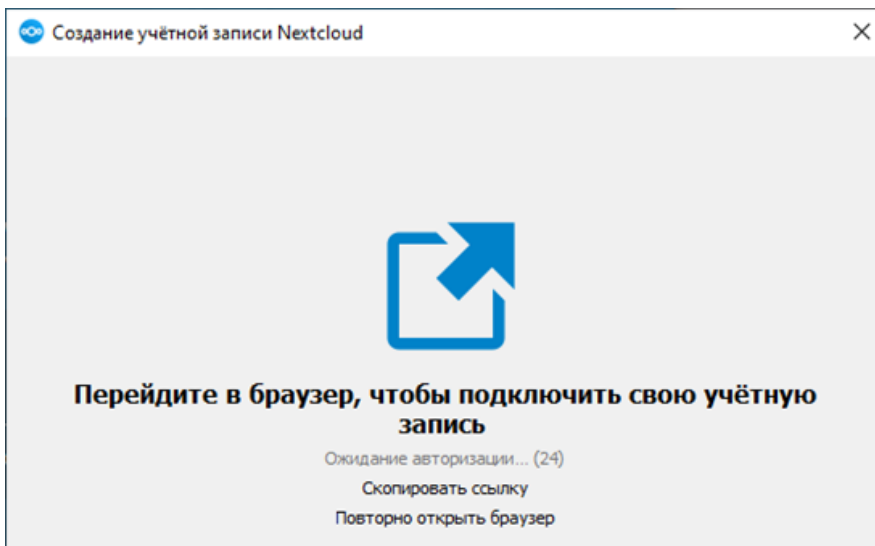 Создание учётной записи Nextcloud
Перейдите в браузер, чтобы подключить свою учётную
запись
Ожидание авторизации... (24)
Скопировать ссылку
Повторно открыть браузер